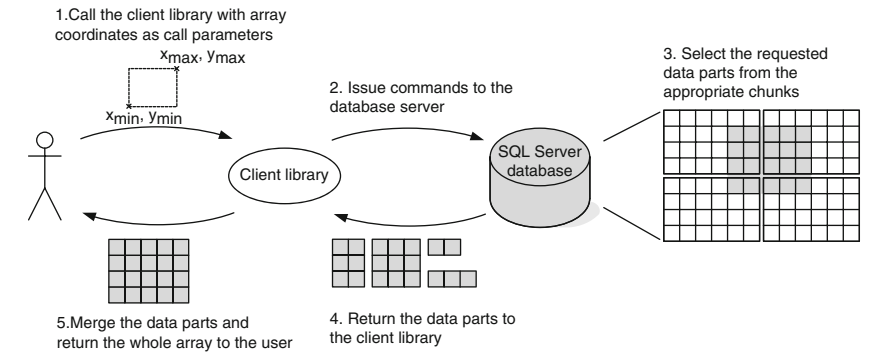 1.Call the client library with array
coordinates as call parameters
xmax, ymax
xmin, ymin
2. Issue commands to the
database server
3. Select the requested
data parts from the
appropriate chunks
Client library
SQL Server
database
4. Return the data parts to
the client library
5.Merge the data parts and
return the whole array to the user